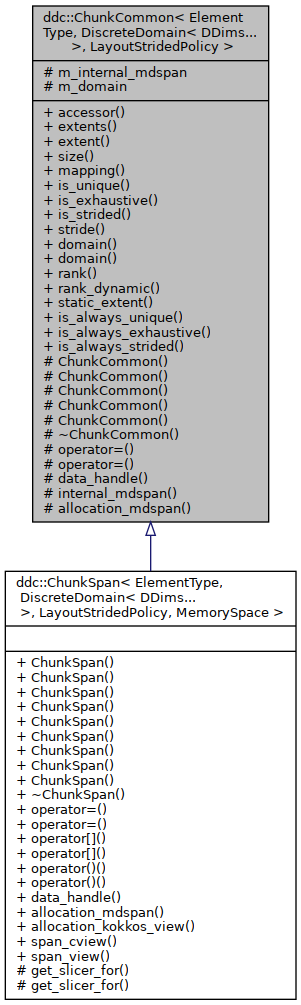 ddc::ChunkCommon< Element
Type, DiscreteDomain< DDims...
>, LayoutStridedPolicy >
# m_internal_mdspan
# m_domain
+ accessor()
+ extents()
+ extent()
+ size()
+ mapping()
+ is_unique()
+ is_exhaustive()
+ is_strided()
+ stride()
+ domain()
+ domain()
+ rank()
+ rank_dynamic()
+ static_extent()
+ is_always_unique()
+ is_always_exhaustive()
+ is_always_strided()
# ChunkCommon()
# ChunkCommon()
# ChunkCommon()
# ChunkCommon()
# ChunkCommon()
# ~ChunkCommon()
# operator=()
# operator=()
# data_handle()
# internal_mdspan()
# allocation_mdspan()
ddc::ChunkSpan< ElementType,
DiscreteDomain< DDims...
>, LayoutStridedPolicy, MemorySpace >
+ ChunkSpan()
+ ChunkSpan()
+ ChunkSpan()
+ ChunkSpan()
+ ChunkSpan()
+ ChunkSpan()
+ ChunkSpan()
+ ChunkSpan()
+ ChunkSpan()
+ ~ChunkSpan()
+ operator=()
+ operator=()
+ operator[]()
+ operator[]()
+ operator()()
+ operator()()
+ data_handle()
+ allocation_mdspan()
+ allocation_kokkos_view()
+ span_cview()
+ span_view()
# get_slicer_for()
# get_slicer_for()